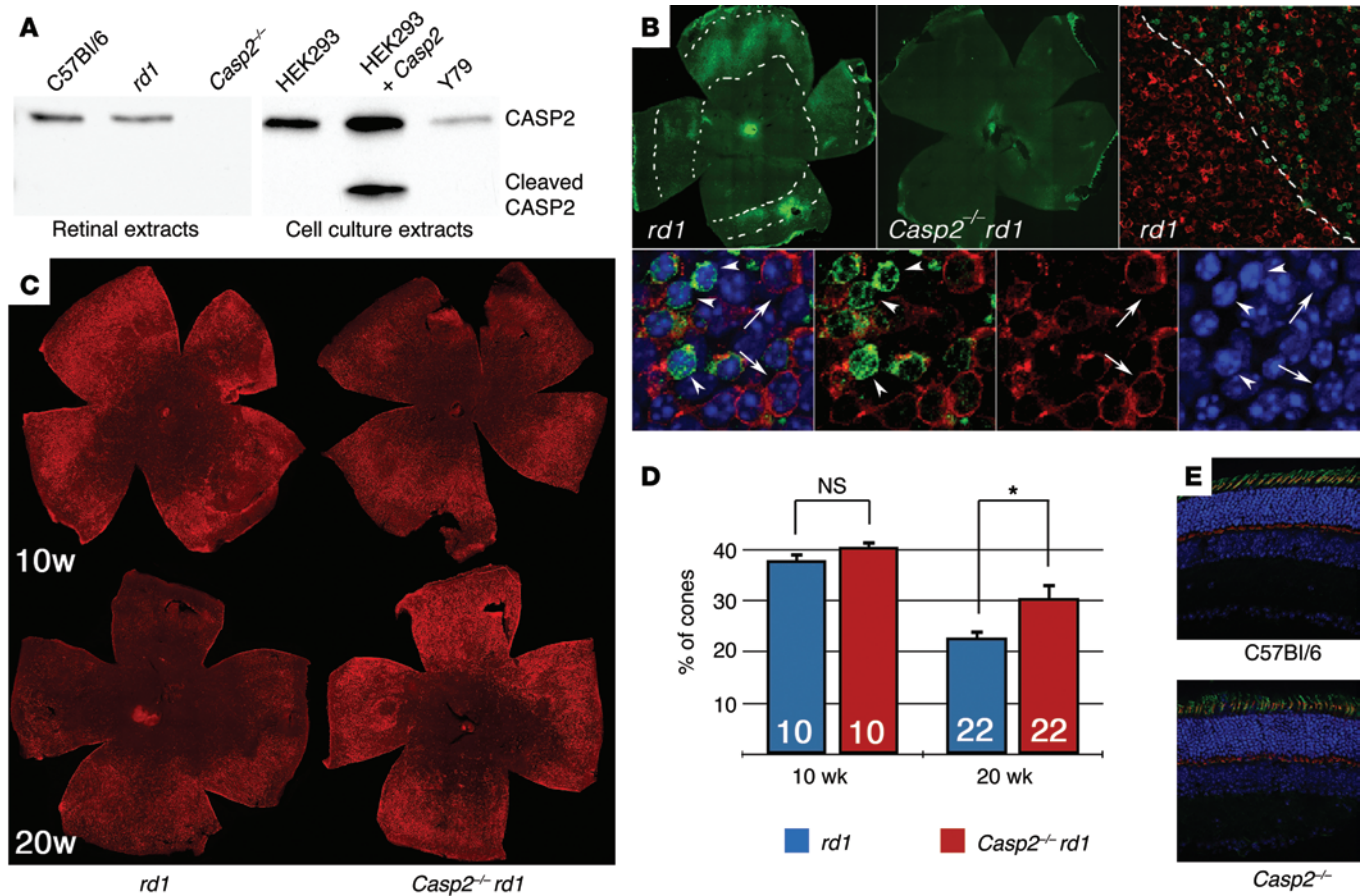 A
C57Bl/6
rd1
Casp2–/–
HEK293
HEK293
+ Casp2
Y79
CASP2
Cleaved
CASP2
Retinal extracts
Cell culture extracts
B
rd1
Casp2–/– rd1
rd1
C
10w
20w
rd1
Casp2–/– rd1
D
NS
*
% of cones
40
30
20
10
10
10
22
22
10 wk
20 wk
rd1
Casp2–/– rd1
E
C57Bl/6
Casp2–/–